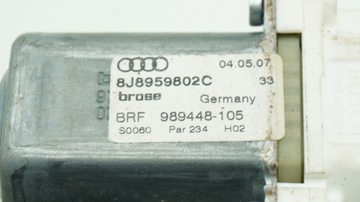 04.05.07
8J8959802C 33
brose Germany
BRF 989448-105
S0060 Par 234 H02